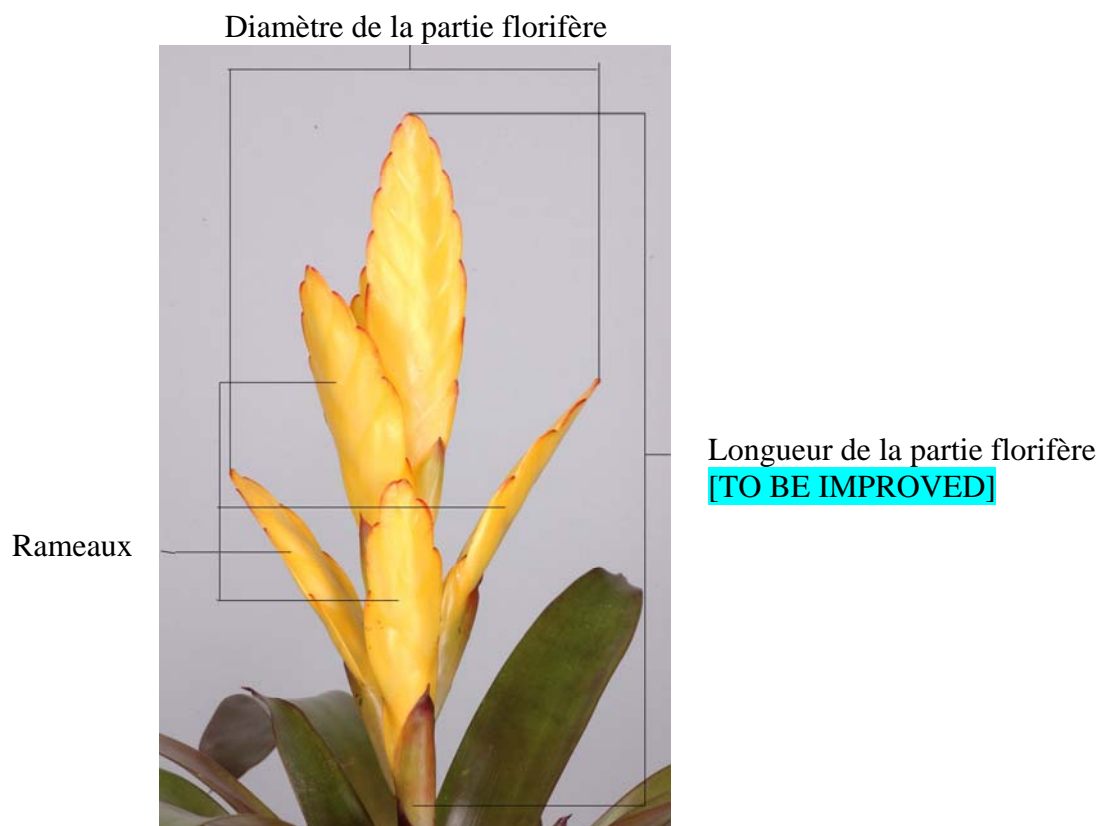 Diamètre de la partie florifère
Longueur de la partie florifère
[TO BE IMPROVED]
Rameaux